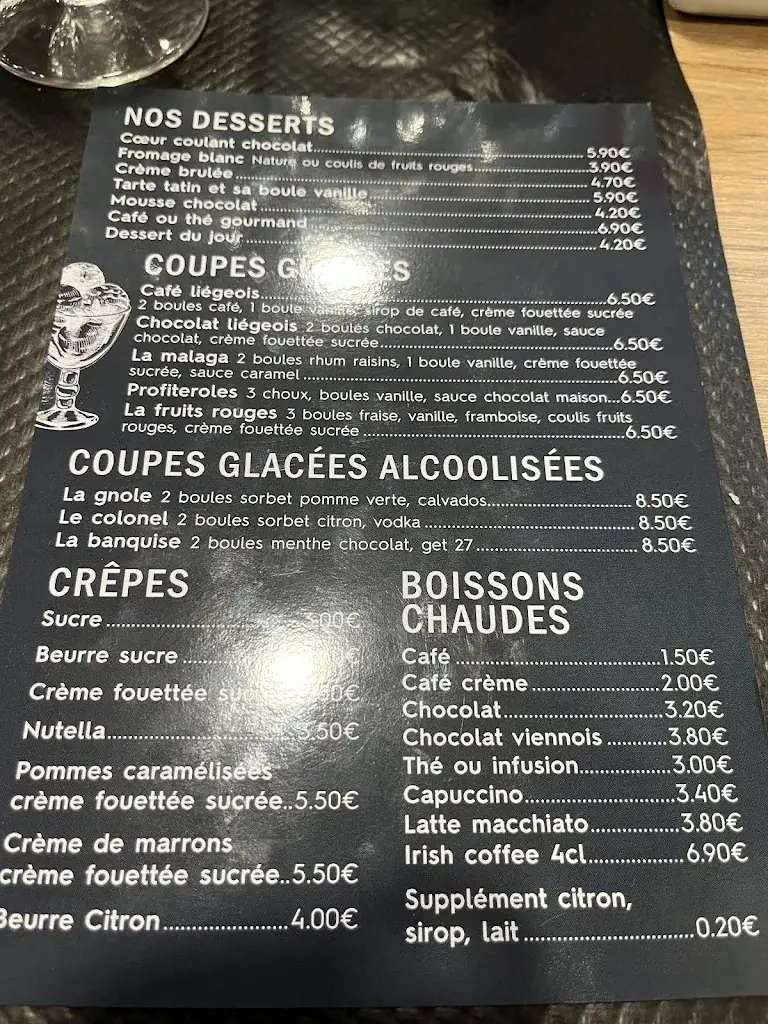 NOS DESSERTS
Cœur coulant chocolat 5.90€
Fromage blanc Nature ou coulis de fruits rouges 3.90€
Crème brulée 4.70€
Tarte tatin et sa boule vanille 5.90€
Mousse chocolat 4.20€
Café ou thé gourmand 6.90€
Dessert du jour 4.20€
COUPES
Café liégeois 6.50€
2 boules café, 1 boule vanille, sirop de café, crème fouettée sucrée
Chocolat liégeois 2 boules chocolat, 1 boule vanille, sauce
chocolat, crème fouettée sucrée 6.50€
La malaga 2 boules rhum raisins, 1 boule vanille, crème fouettée
sucrée, sauce caramel 6.50€
Profiteroles 3 choux, boules vanille, sauce chocolat maison...6.50€
La fruits rouges 3 boules fraise, vanille, framboise, coulis fruits
rouges, crème fouettée sucrée 6.50€
COUPES GLACÉES ALCOOLISÉES
La gnole 2 boules sorbet pomme verte, calvados 8.50€
Le colonel 2 boules sorbet citron, vodka 8.50€
La banquise 2 boules menthe chocolat, get 27 8.50€
CRÊPES
Sucre 3.00€
Beurre sucre
Crème fouettée
Nutella 3.50€
Pommes caramélisées
crème fouettée sucrée..5.50€
Crème de marrons
crème fouettée sucrée..5.50€
Beurre Citron 4.00€
BOISSONS
CHAUDES
Café 1.50€
Café crème 2.00€
Chocolat 3.20€
Chocolat viennois 3.80€
Thé ou infusion 3.00€
Capuccino 3.40€
Latte macchiato 3.80€
Irish coffee 4cl 6.90€
Supplément citron,
sirop, lait 0.20€